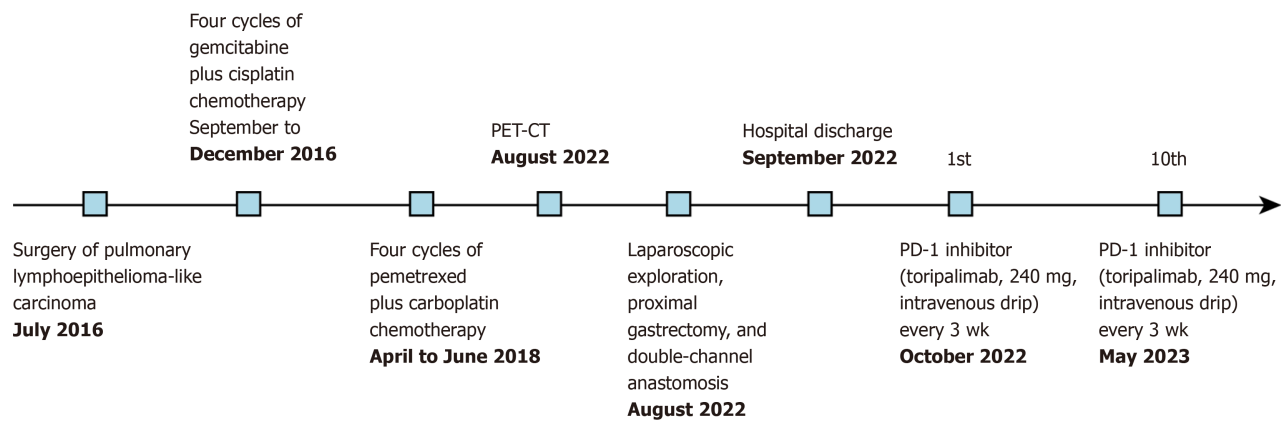 Four cycles of
gemcitabine
plus cisplatin
chemotherapy
September to
December 2016
PET-CT
August 2022
Hospital discharge
September 2022
1st
10th
Surgery of pulmonary
lymphoepithelioma-like
carcinoma
July 2016
Four cycles of
pemetrexed
plus carboplatin
chemotherapy
April to June 2018
Laparoscopic
exploration,
proximal
gastrectomy, and
double-channel
anastomosis
August 2022
PD-1 inhibitor
(toripalimab, 240 mg,
intravenous drip)
every 3 wk
October 2022
PD-1 inhibitor
(toripalimab, 240 mg,
intravenous drip)
every 3 wk
May 2023